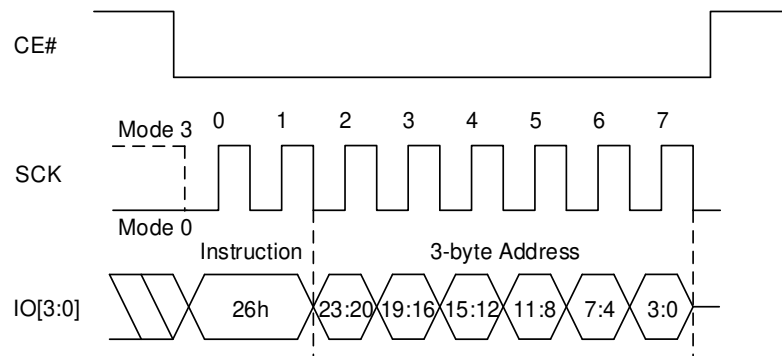 CE#
Mode 3 0 1 2 3 4 5 6 7
SCK
Mode 0
Instruction 3-byte Address
IO[3:0] 26h 23:20 19:16 15:12 11:8 7:4 3:0